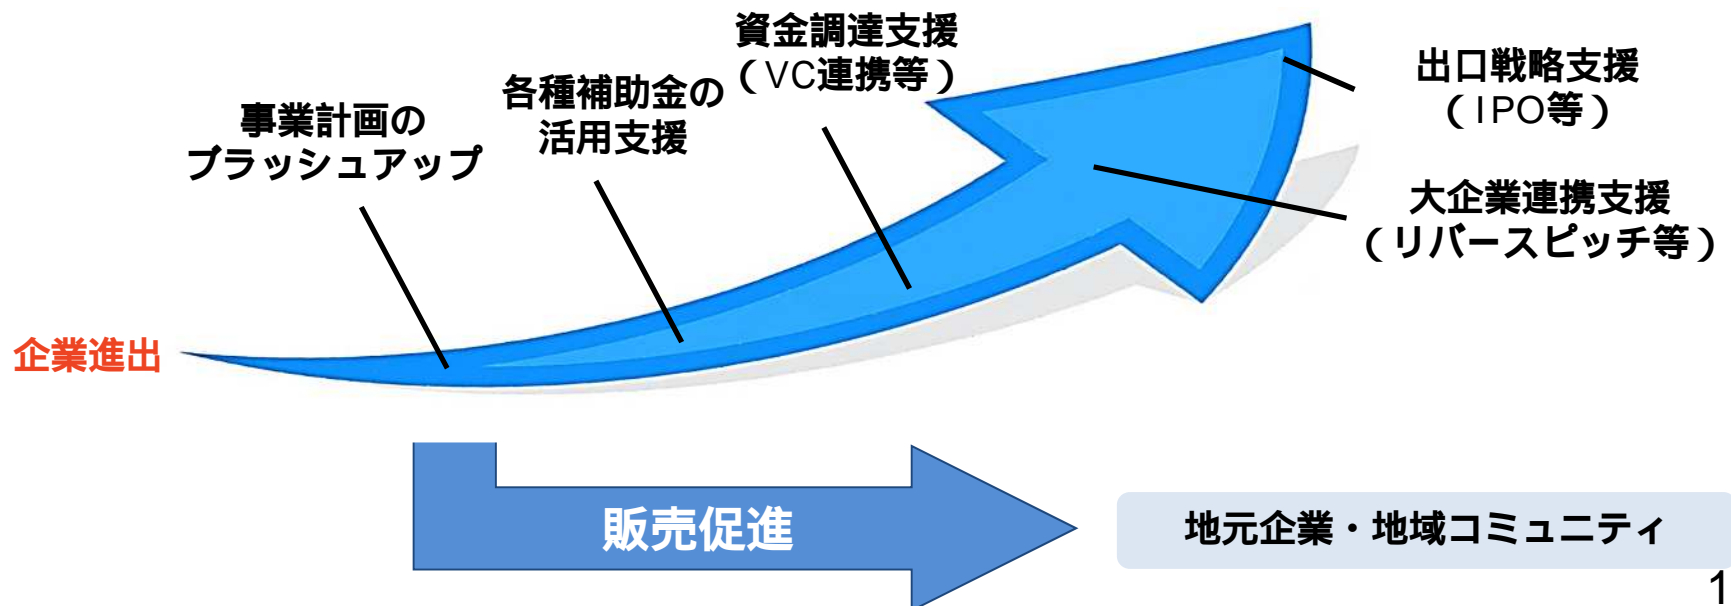 資金調達支援
（VC連携等）
各種補助金の
活用支援
事業計画の
ブラッシュアップ
出口戦略支援
（IPO等）
大企業連携支援
（リバースピッチ等）
企業進出
販売促進
地元企業・地域コミュニティ
1